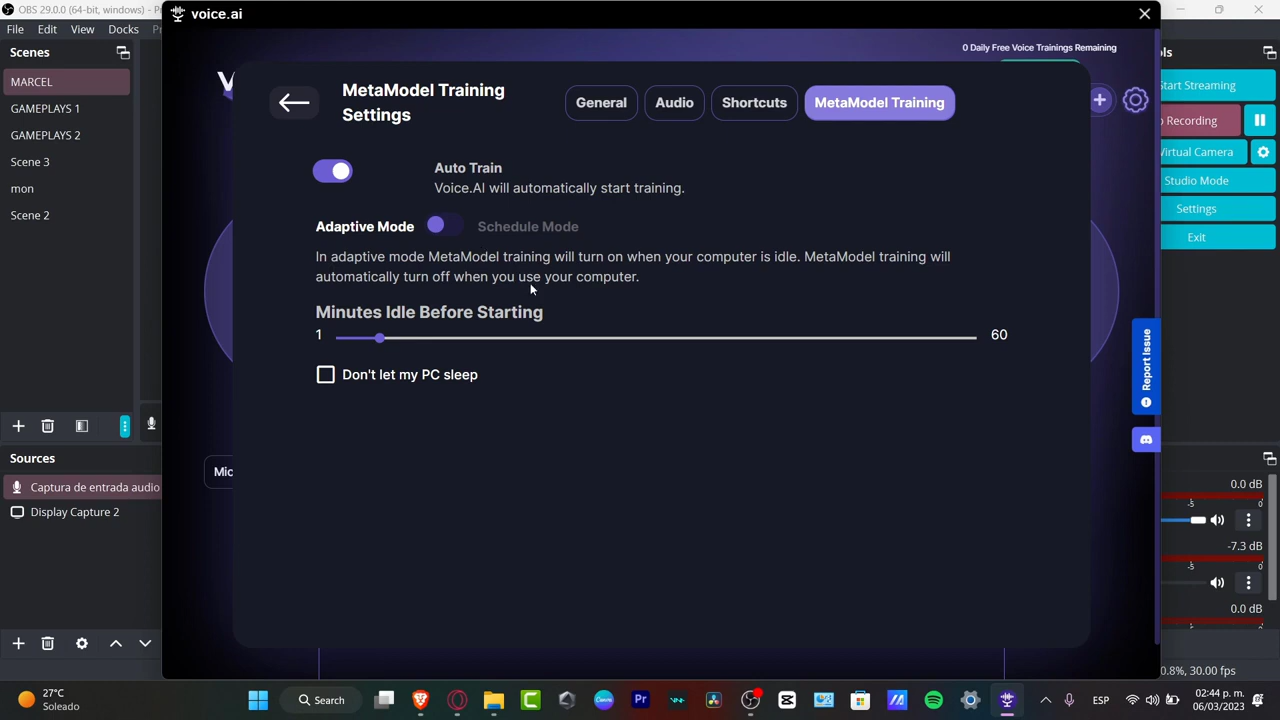 OBS 29.0.0 (64-bit, windows) - P
File Edit View Docks
Scenes
MARCEL
GAMEPLAYS 1
GAMEPLAYS 2
Scene 3
mon
Scene 2
Sources
Captura de entrada audio
Display Capture 2
voice.ai
0 Daily Free Voice Trainings Remaining
MetaModel Training
Settings
General
Audio
Shortcuts
MetaModel Training
Auto Train
Voice.AI will automatically start training.
Adaptive Mode
Schedule Mode
In adaptive mode MetaModel training will turn on when your computer is idle. MetaModel training will
automatically turn off when you use your computer.
Minutes Idle Before Starting
1
60
Don't let my PC sleep
Report Issue
Mic
ols
Start Streaming
Recording
Virtual Camera
Studio Mode
Settings
Exit
0.0 dB
-5
0
-7.3 dB
-5
0
0.0 dB
0.8%, 30.00 fps
27°C
Soleado
Search
Pr
ESP
02:44 p. m.
06/03/2023